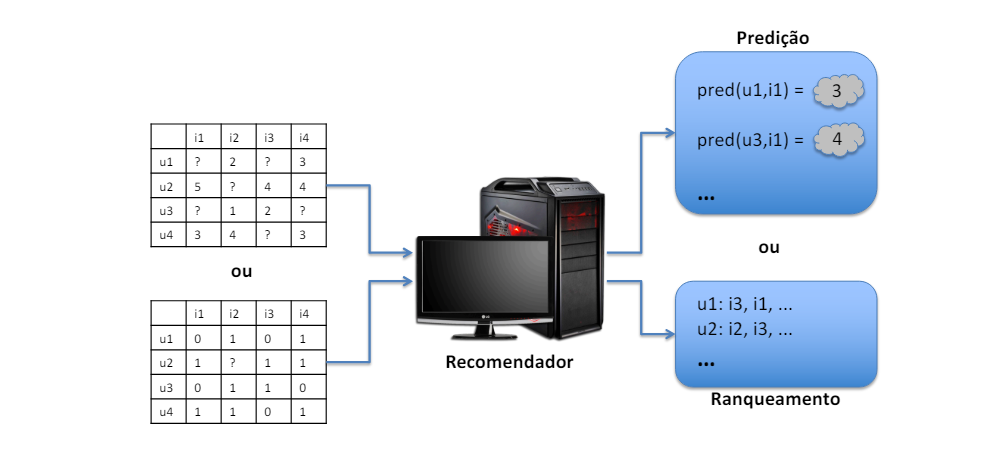 i1 i2 i3 i4
u1 ? 2 ? 3
u2 5 ? 4 4
u3 ? 1 2 ?
u4 3 4 ? 3
ou
i1 i2 i3 i4
u1 0 1 0 1
u2 1 ? 1 1
u3 0 1 1 0
u4 1 1 0 1
Recomendador
Predição
pred(u1,i1) = 3
pred(u3,i1) = 4
...
ou
u1: i3, i1, ...
u2: i2, i3, ...
...
Ranqueamento